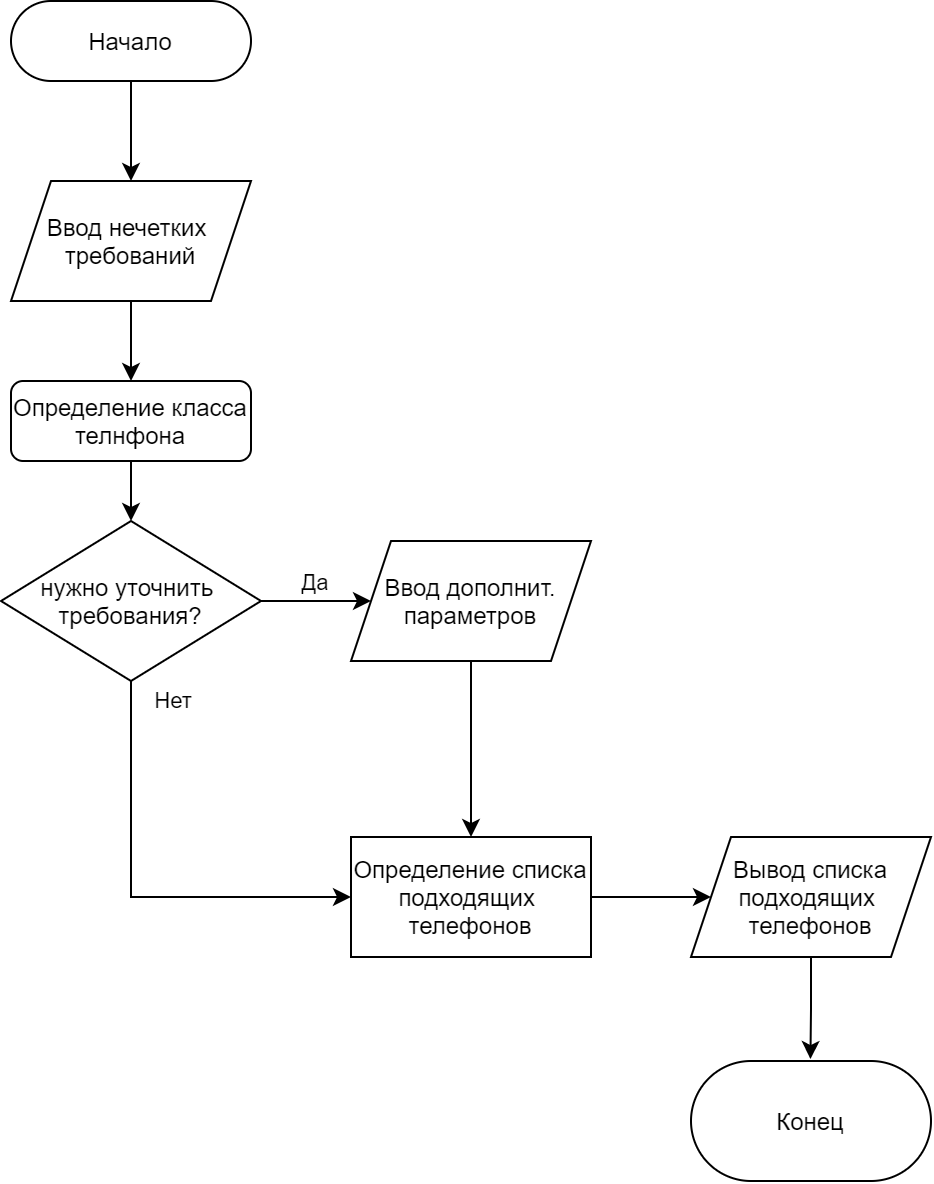 Начало
Ввод нечетких
требований
Определение класса
телнфона
нужно уточнить
требования?
Да
Ввод дополнит.
параметров
Нет
Определение списка
подходящих
телефонов
Вывод списка
подходящих
телефонов
Конец